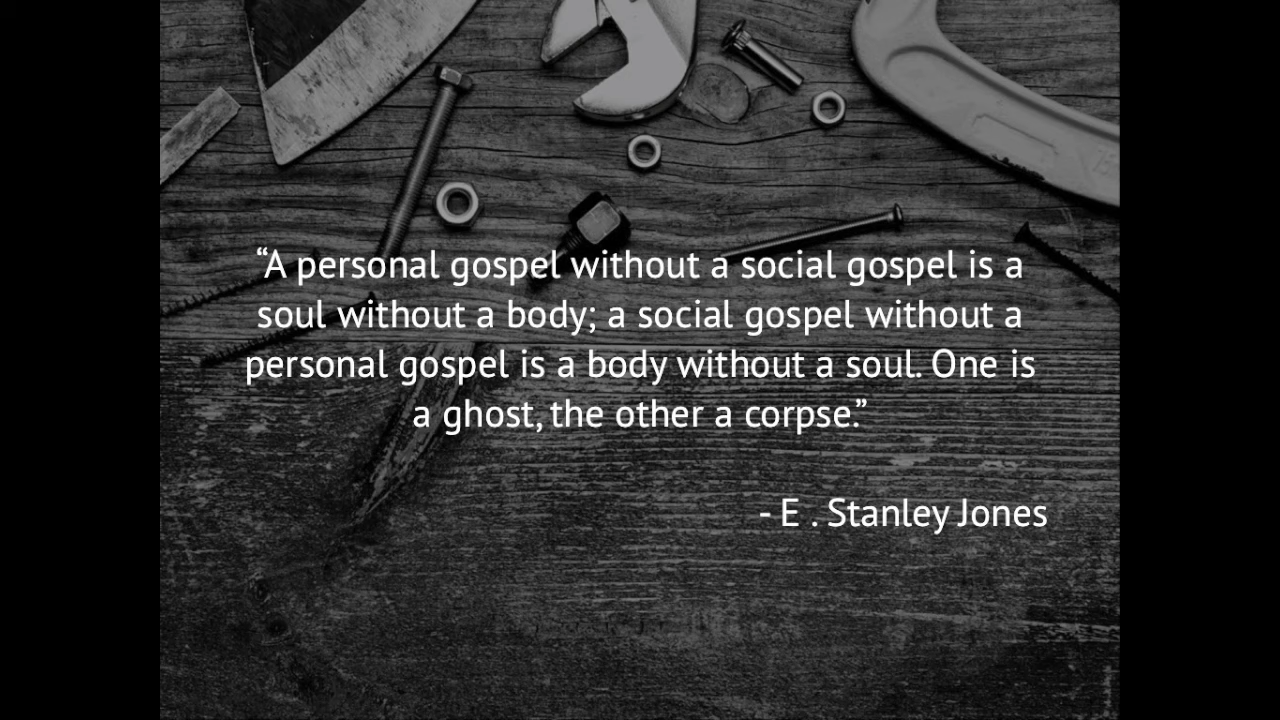 “A personal gospel without a social gospel is a
soul without a body; a social gospel without a
personal gospel is a body without a soul. One is
a ghost, the other a corpse.”
- E . Stanley Jones